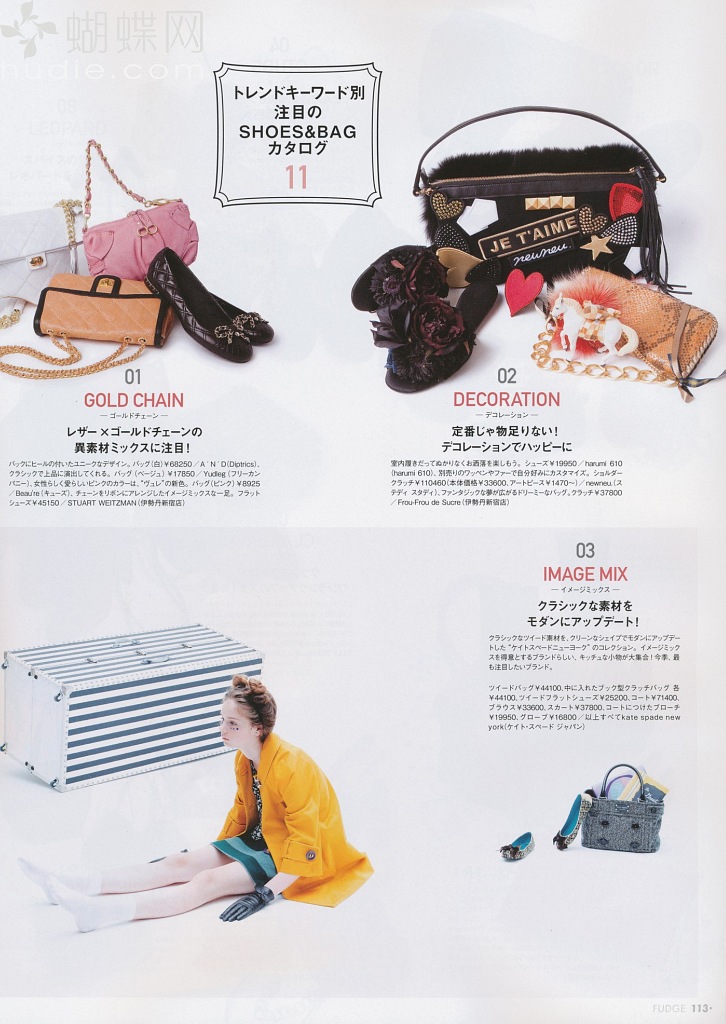 蝴蝶网
hudie.com
トレンドキーワード別
注目の
SHOES&BAG
カタログ
11
JE T'AIME
newneu.
01
GOLD CHAIN
― ゴールドチェーン ―
レザー×ゴールドチェーンの
異素材ミックスに注目！
バックにヒールの付いたユニークなデザイン。バッグ（白）¥68250／A´N´D（Diptrics）、
クラシックで上品に演出してくれる。バッグ（ベージュ）¥17850／Yudleg（フリーカン
パニー）、女性らしく愛らしいピンクのカラーは、“ヴュレ”の新色。バッグ（ピンク）¥8925
／Beau're（キューズ）、チェーンをリボンにアレンジしたイメージミックスな一足。フラット
シューズ¥45150／STUART WEITZMAN（伊勢丹新宿店）
02
DECORATION
― デコレーション ―
定番じゃ物足りない！
デコレーションでハッピーに
室内履きだってぬかりなくお洒落を楽しもう。シューズ¥19950／harumi 610
（harumi 610）、別売りのワッペンやファーで自分好みにカスタマイズ。ショルダー
クラッチ¥110460（本体価格¥33600、アートピース¥1470〜）／newneu.（ス
テディ スタディ）、ファンタジックな夢が広がるドリーミーなバッグ。クラッチ¥37800
／Frou-Frou de Sucre（伊勢丹新宿店）
03
IMAGE MIX
― イメージミックス ―
クラシックな素材を
モダンにアップデート！
クラシックなツイード素材を、クリーンなシェイプでモダンにアップデー
トした“ケイトスペードニューヨーク”のコレクション。イメージミック
スを得意とするブランドらしい、キッチュな小物が大集合！今季、最
も注目したいブランド。
ツイードバッグ¥44100、中に入れたブック型クラッチバッグ 各
¥44100、ツイードフラットシューズ¥25200、コート¥71400、
ブラウス¥33600、スカート¥37800、コートにつけたブローチ
¥19950、グローブ¥16800／以上すべてkate spade new
york（ケイト・スペード ジャパン）
FUDGE 113